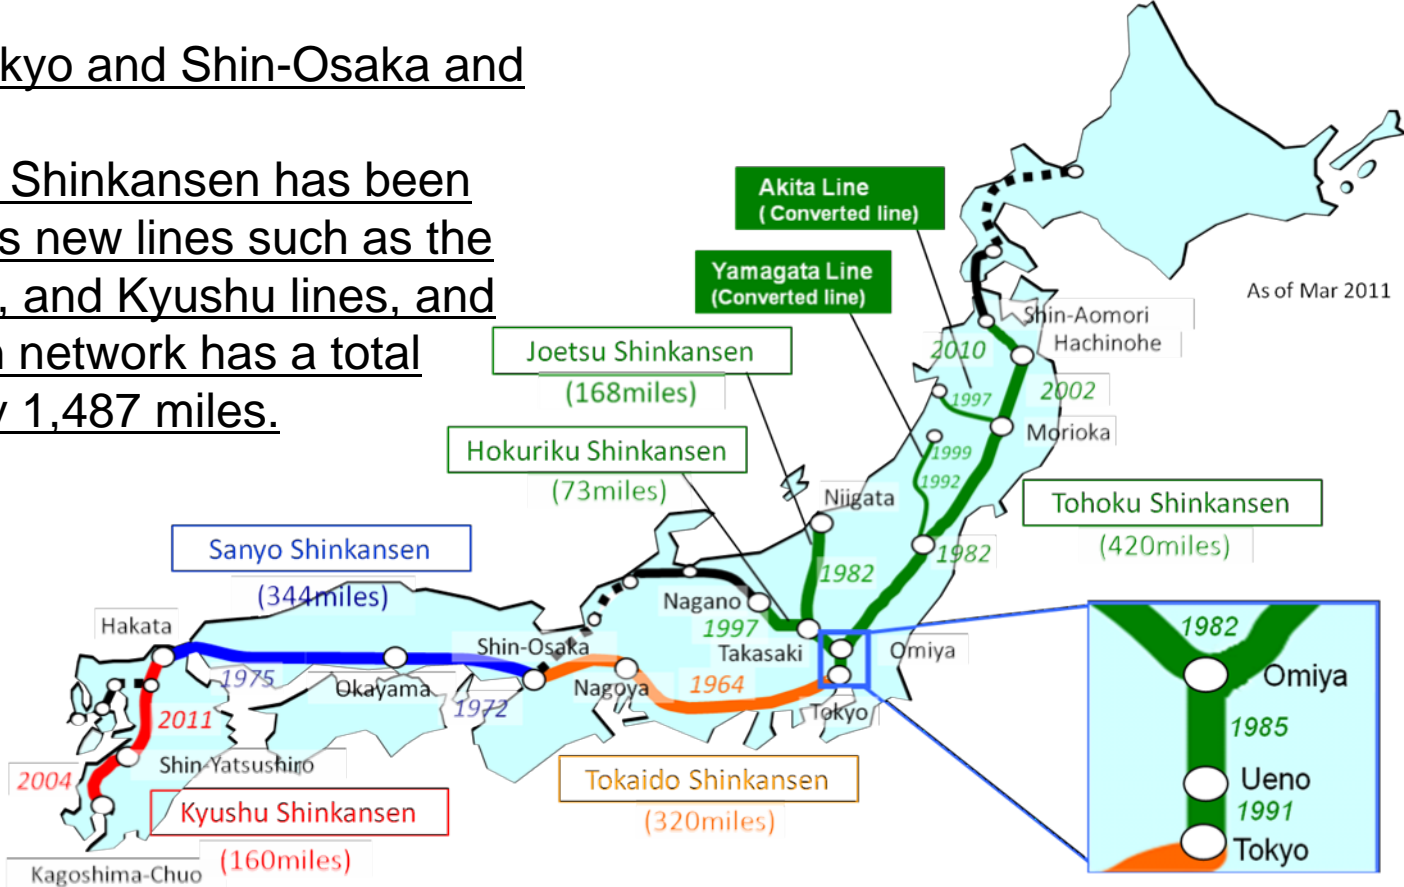 kyo and Shin-Osaka and
Shinkansen has been
s new lines such as the
, and Kyushu lines, and
n network has a total
y 1,487 miles.
Akita Line
( Converted line)
Yamagata Line
(Converted line)
As of Mar 2011
Shin-Aomori
Hachinohe
2010
Joetsu Shinkansen
(168miles)
1997
2002
Morioka
Hokuriku Shinkansen
(73miles)
1999
1992
Niigata
Tohoku Shinkansen
(420miles)
1982
1982
Sanyo Shinkansen
(344miles)
Nagano
1997
Takasaki
Omiya
Hakata
Shin-Osaka
1975
Okayama
1972
Nagoya
1964
Tokyo
2011
Shin-Yatsushiro
2004
Kyushu Shinkansen
(160miles)
Kagoshima-Chuo
Tokaido Shinkansen
(320miles)
1982
Omiya
1985
Ueno
1991
Tokyo